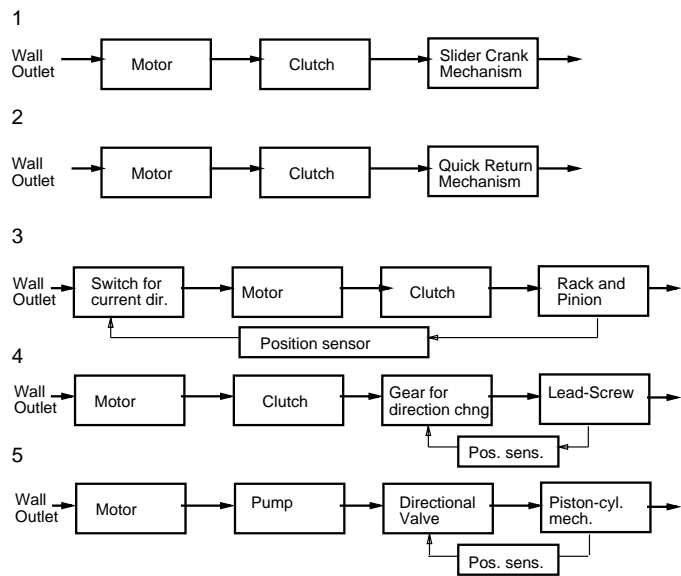 1
Wall
Outlet
Motor
Clutch
Slider Crank
Mechanism
2
Wall
Outlet
Motor
Clutch
Quick Return
Mechanism
3
Wall
Outlet
Switch for
current dir.
Motor
Clutch
Rack and
Pinion
Position sensor
4
Wall
Outlet
Motor
Clutch
Gear for
direction chng.
Lead-Screw
Pos. sens.
5
Wall
Outlet
Motor
Pump
Directional
Valve
Piston-cyl.
mech.
Pos. sens.